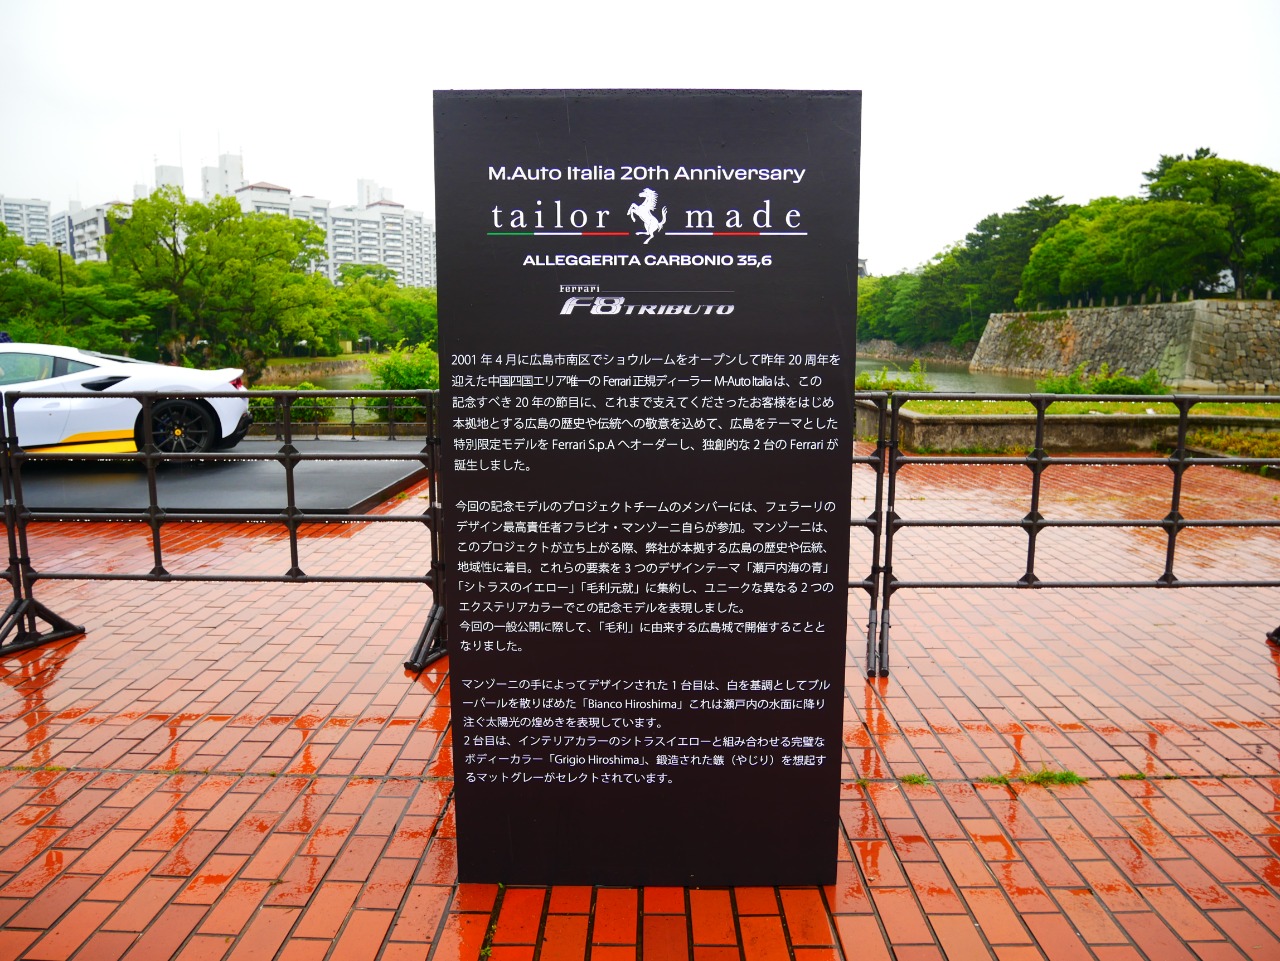 M.Auto Italia 20th Anniversary
tailor made
ALLEGGERITA CARBONIO 35,6
Ferrari
F8 TRIBUTO
2001 年 4 月に広島市南区でショウルームをオープンして昨年 20 周年を
迎えた中国四国エリア唯一の Ferrari 正規ディーラー M-Auto Italia は、この
記念すべき 20 年の節目に、これまで支えてくださったお客様をはじめ
本拠地とする広島の歴史や伝統への敬意を込めて、広島をテーマとした
特別限定モデルを Ferrari S.p.A へオーダーし、独創的な 2 台の Ferrari が
誕生しました。
今回の記念モデルのプロジェクトチームのメンバーには、フェラーリの
デザイン最高責任者フラビオ・マンゾーニ自らが参加。マンゾーニは、
このプロジェクトが立ち上がる際、弊社が本拠する広島の歴史や伝統、
地域性に着目。これらの要素を 3 つのデザインテーマ「瀬戸内海の青」
「シトラスのイエロー」「毛利元就」に集約し、ユニークな異なる 2 つの
エクステリアカラーでこの記念モデルを表現しました。
今回の一般公開に際して、「毛利」に由来する広島城で開催することと
なりました。
マンゾーニの手によってデザインされた 1 台目は、白を基調としてブル
ーパールを散りばめた「Bianco Hiroshima」これは瀬戸内の水面に降り
注ぐ太陽光の煌めきを表現しています。
2 台目は、インテリアカラーのシトラスイエローと組み合わせる完璧な
ボディーカラー「Grigio Hiroshima」、鍛造された鏃（やじり）を想起す
るマットグレーがセレクトされています。